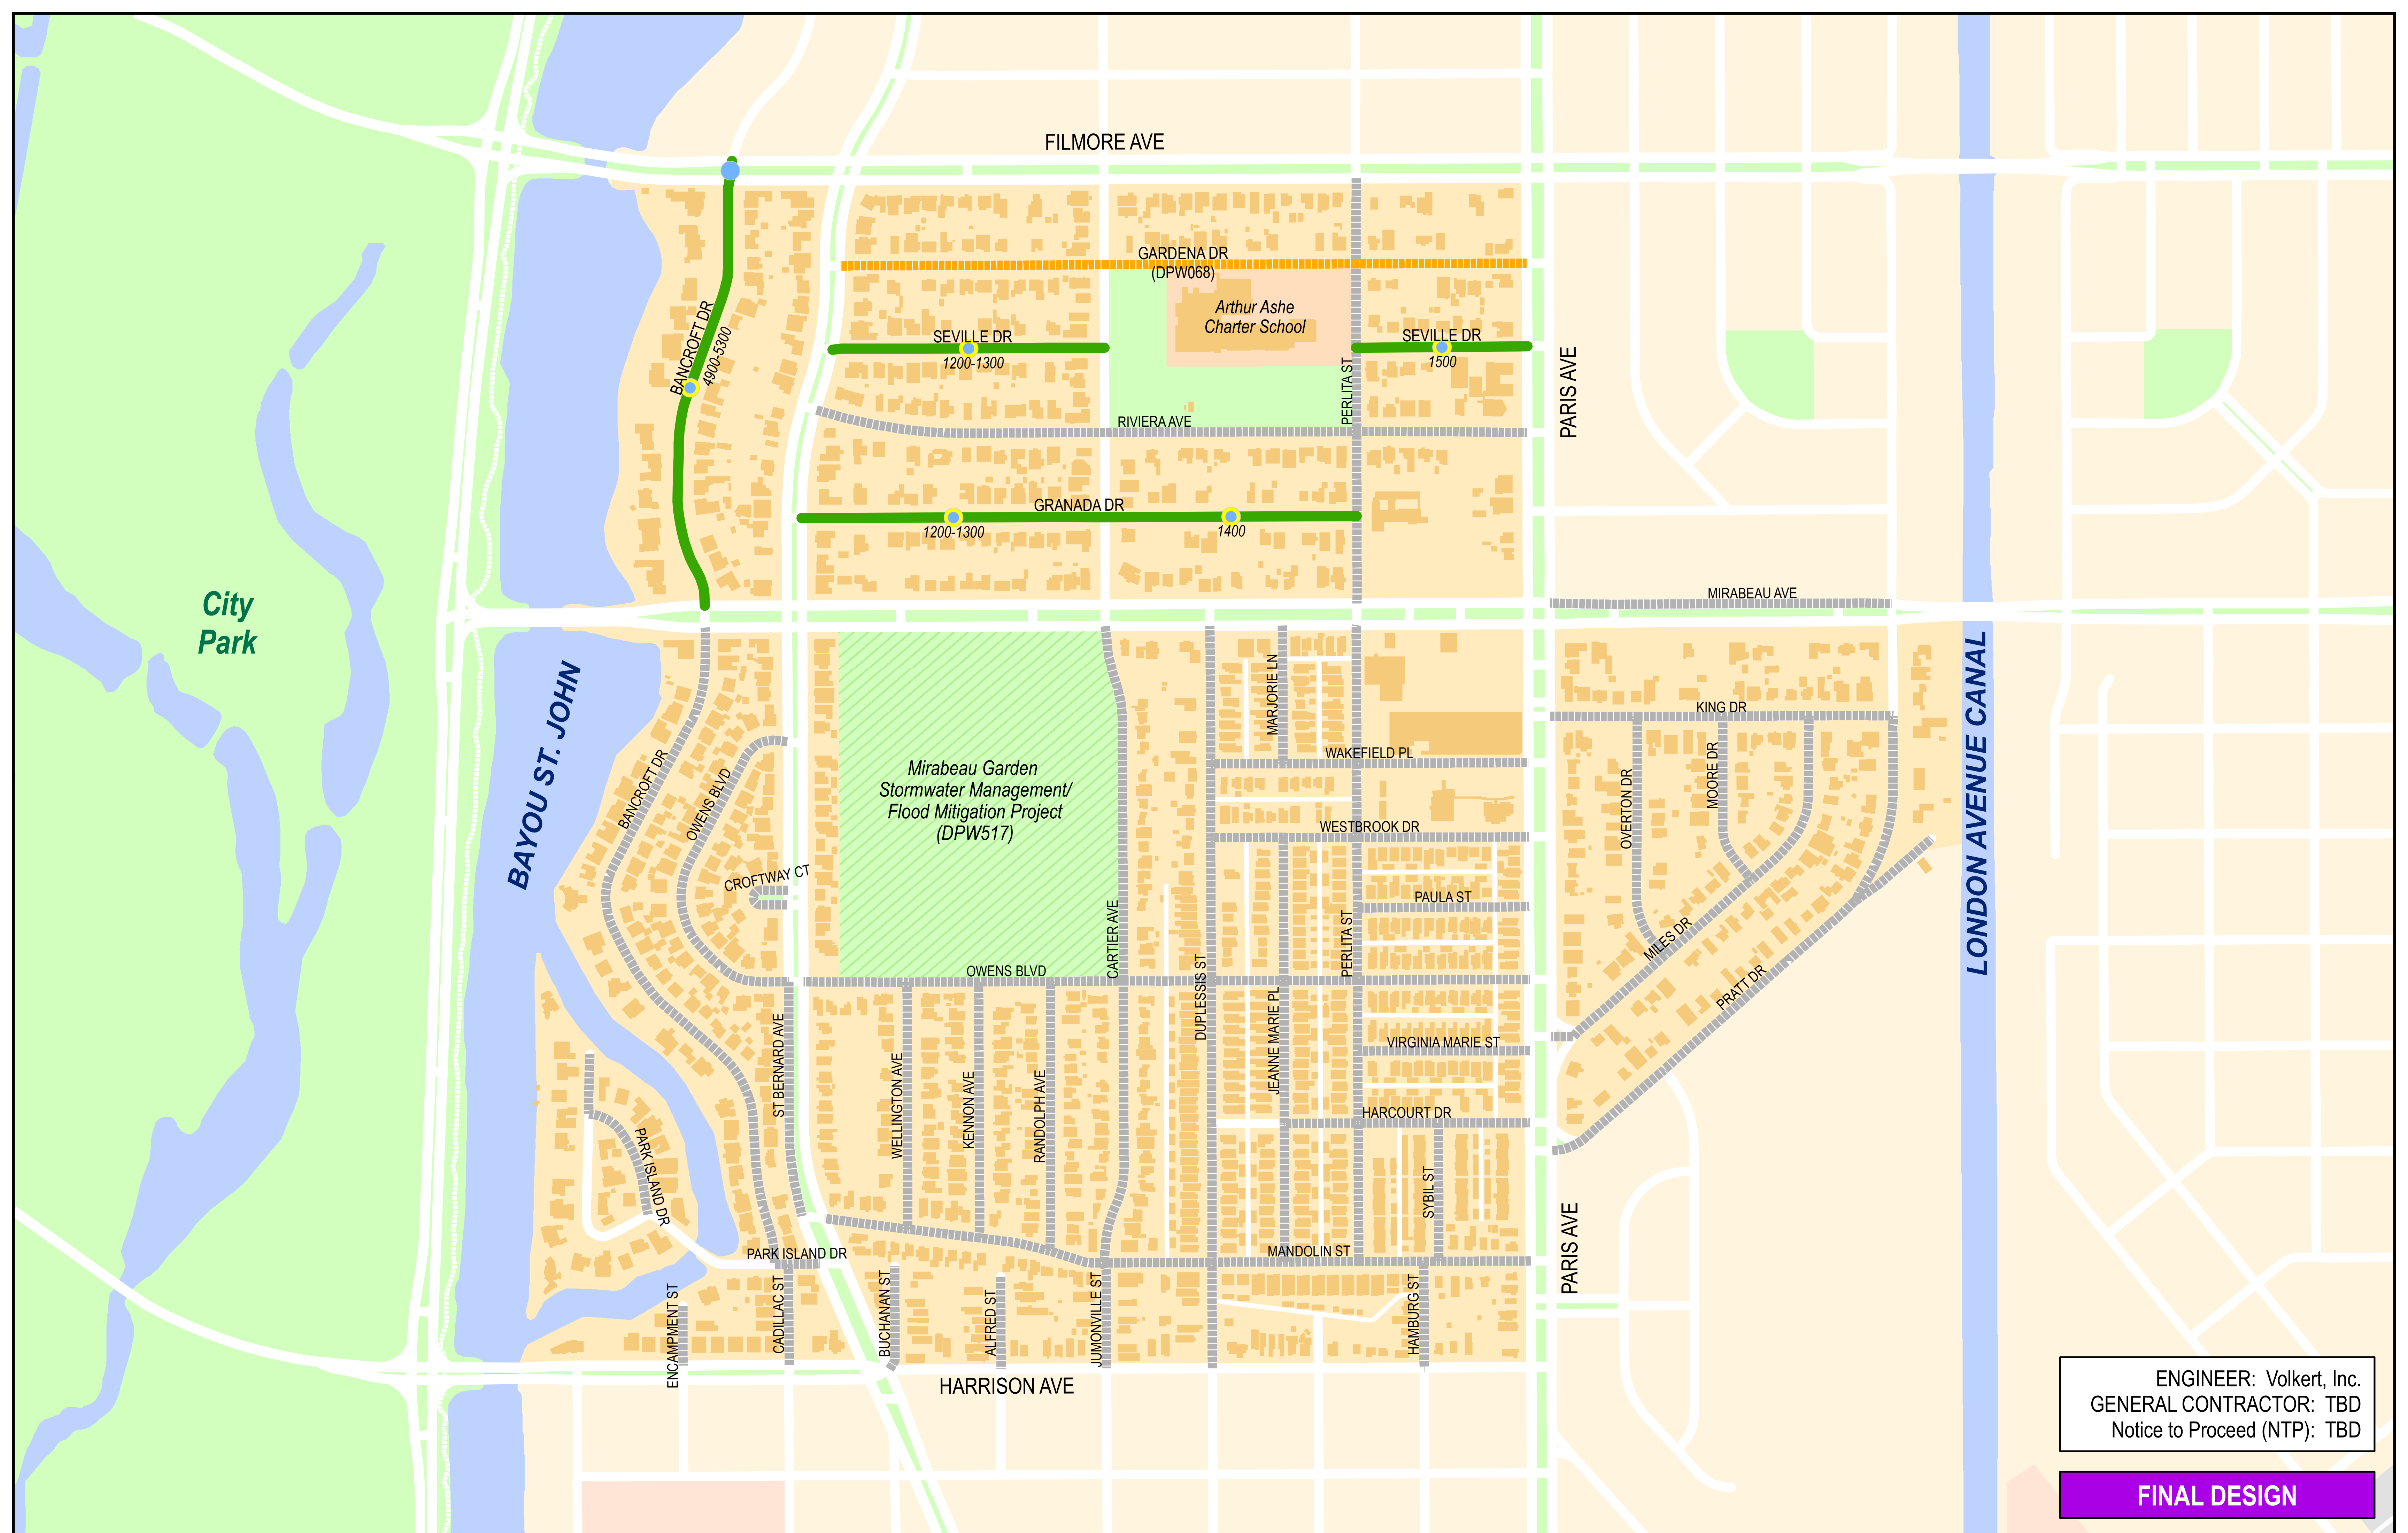 FILMORE AVE
GARDENA DR
(DPW068)
Arthur Ashe
Charter School
BANCROFT DR
4900-5300
SEVILLE DR
1200-1300
SEVILLE DR
1500
PERLITA ST
PARIS AVE
RIVIERA AVE
GRANADA DR
1200-1300
1400
City
Park
MIRABEAU AVE
BAYOU ST. JOHN
LONDON AVENUE CANAL
MARJORIE LN
KING DR
WAKEFIELD PL
MOORE DR
OVERTON DR
BANCROFT DR
OWENS BLVD
Mirabeau Garden
Stormwater Management/
Flood Mitigation Project
(DPW517)
WESTBROOK DR
CROFTWAY CT
PAULA ST
CARTIER AVE
PERLITA ST
MILES DR
PRATT DR
OWENS BLVD
DUPLESSIS ST
JEANNE MARIE PL
VIRGINIA MARIE ST
ST BERNARD AVE
WELLINGTON AVE
KENNON AVE
RANDOLPH AVE
HARCOURT DR
PARK ISLAND DR
SYBIL ST
PARIS AVE
PARK ISLAND DR
MANDOLIN ST
ENCAMPMENT ST
CADILLAC ST
BUCHANAN ST
ALFRED ST
JUMONVILLE ST
HAMBURG ST
HARRISON AVE
ENGINEER: Volkert, Inc.
GENERAL CONTRACTOR: TBD
Notice to Proceed (NTP): TBD
FINAL DESIGN